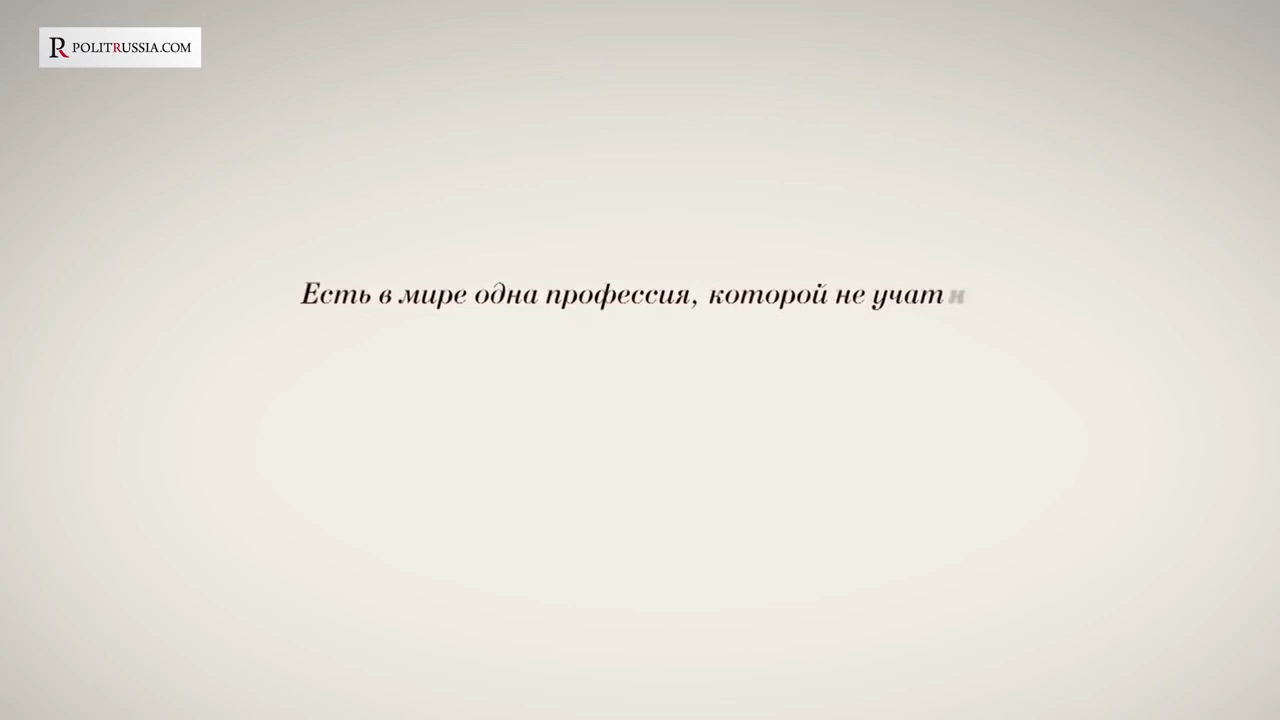 POLITRUSSIA.COM
Есть в мире одна профессия, которой не учат н